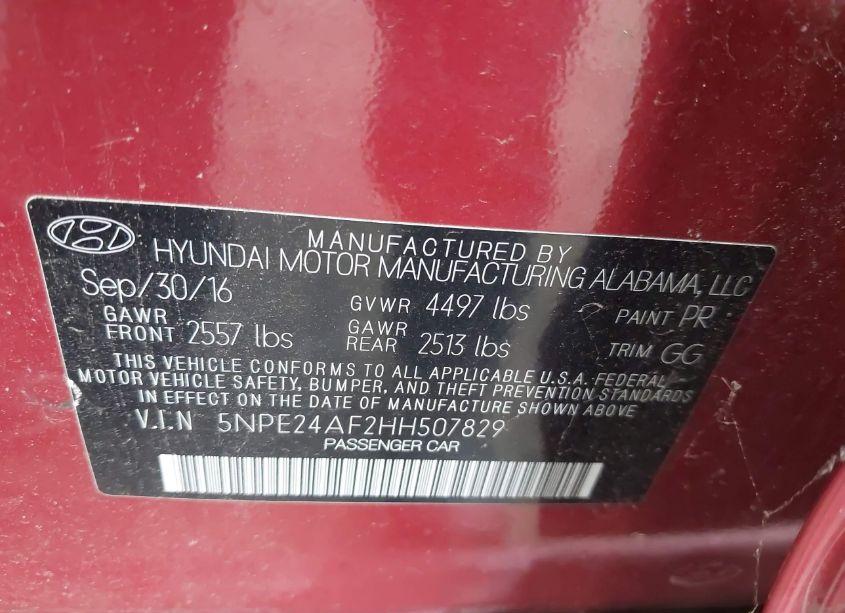 MANUFACTURED BY
HYUNDAI MOTOR MANUFACTURING ALABAMA, LLC
Sep/30/16 GVWR 4497 lbs PAINT PR
GAWR FRONT 2557 lbs GAWR REAR 2513 lbs TRIM GG
THIS VEHICLE CONFORMS TO ALL APPLICABLE U.S.A. FEDERAL
MOTOR VEHICLE SAFETY, BUMPER, AND THEFT PREVENTION STANDARDS
IN EFFECT ON THE DATE OF MANUFACTURE SHOWN ABOVE
V.I.N 5NPE24AF2HH507829
PASSENGER CAR